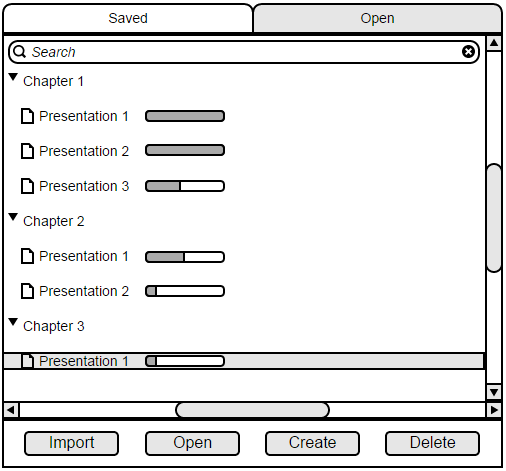 Saved Open
Search
Chapter 1
Presentation 1
Presentation 2
Presentation 3
Chapter 2
Presentation 1
Presentation 2
Chapter 3
Presentation 1
Import Open Create Delete